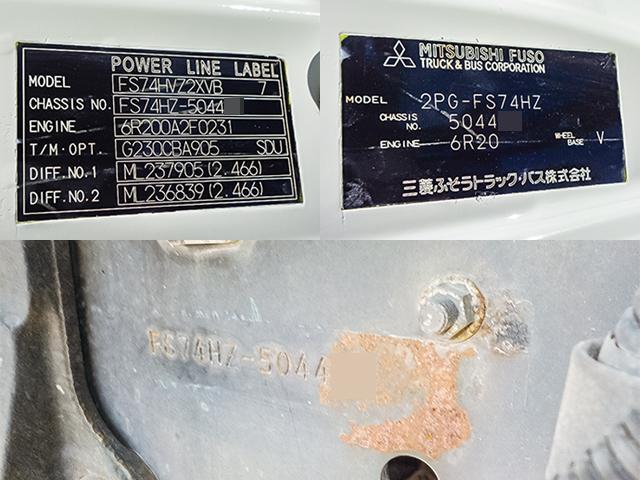 POWER LINE LABEL
MODEL FS74HVZ2XVB 7
CHASSIS NO. FS74HZ-5044
ENGINE 6R200A2F0231
T/M·OPT. G230CBA905 SDU
DIFF.NO.1 ML237905(2.466)
DIFF.NO.2 ML236839(2.466)
MITSUBISHI FUSO
TRUCK & BUS CORPORATION
MODEL 2PG-FS74HZ
CHASSIS NO. 5044
ENGINE 6R20 WHEEL BASE V
三菱ふそうトラック・バス株式会社
FS74HZ-5044